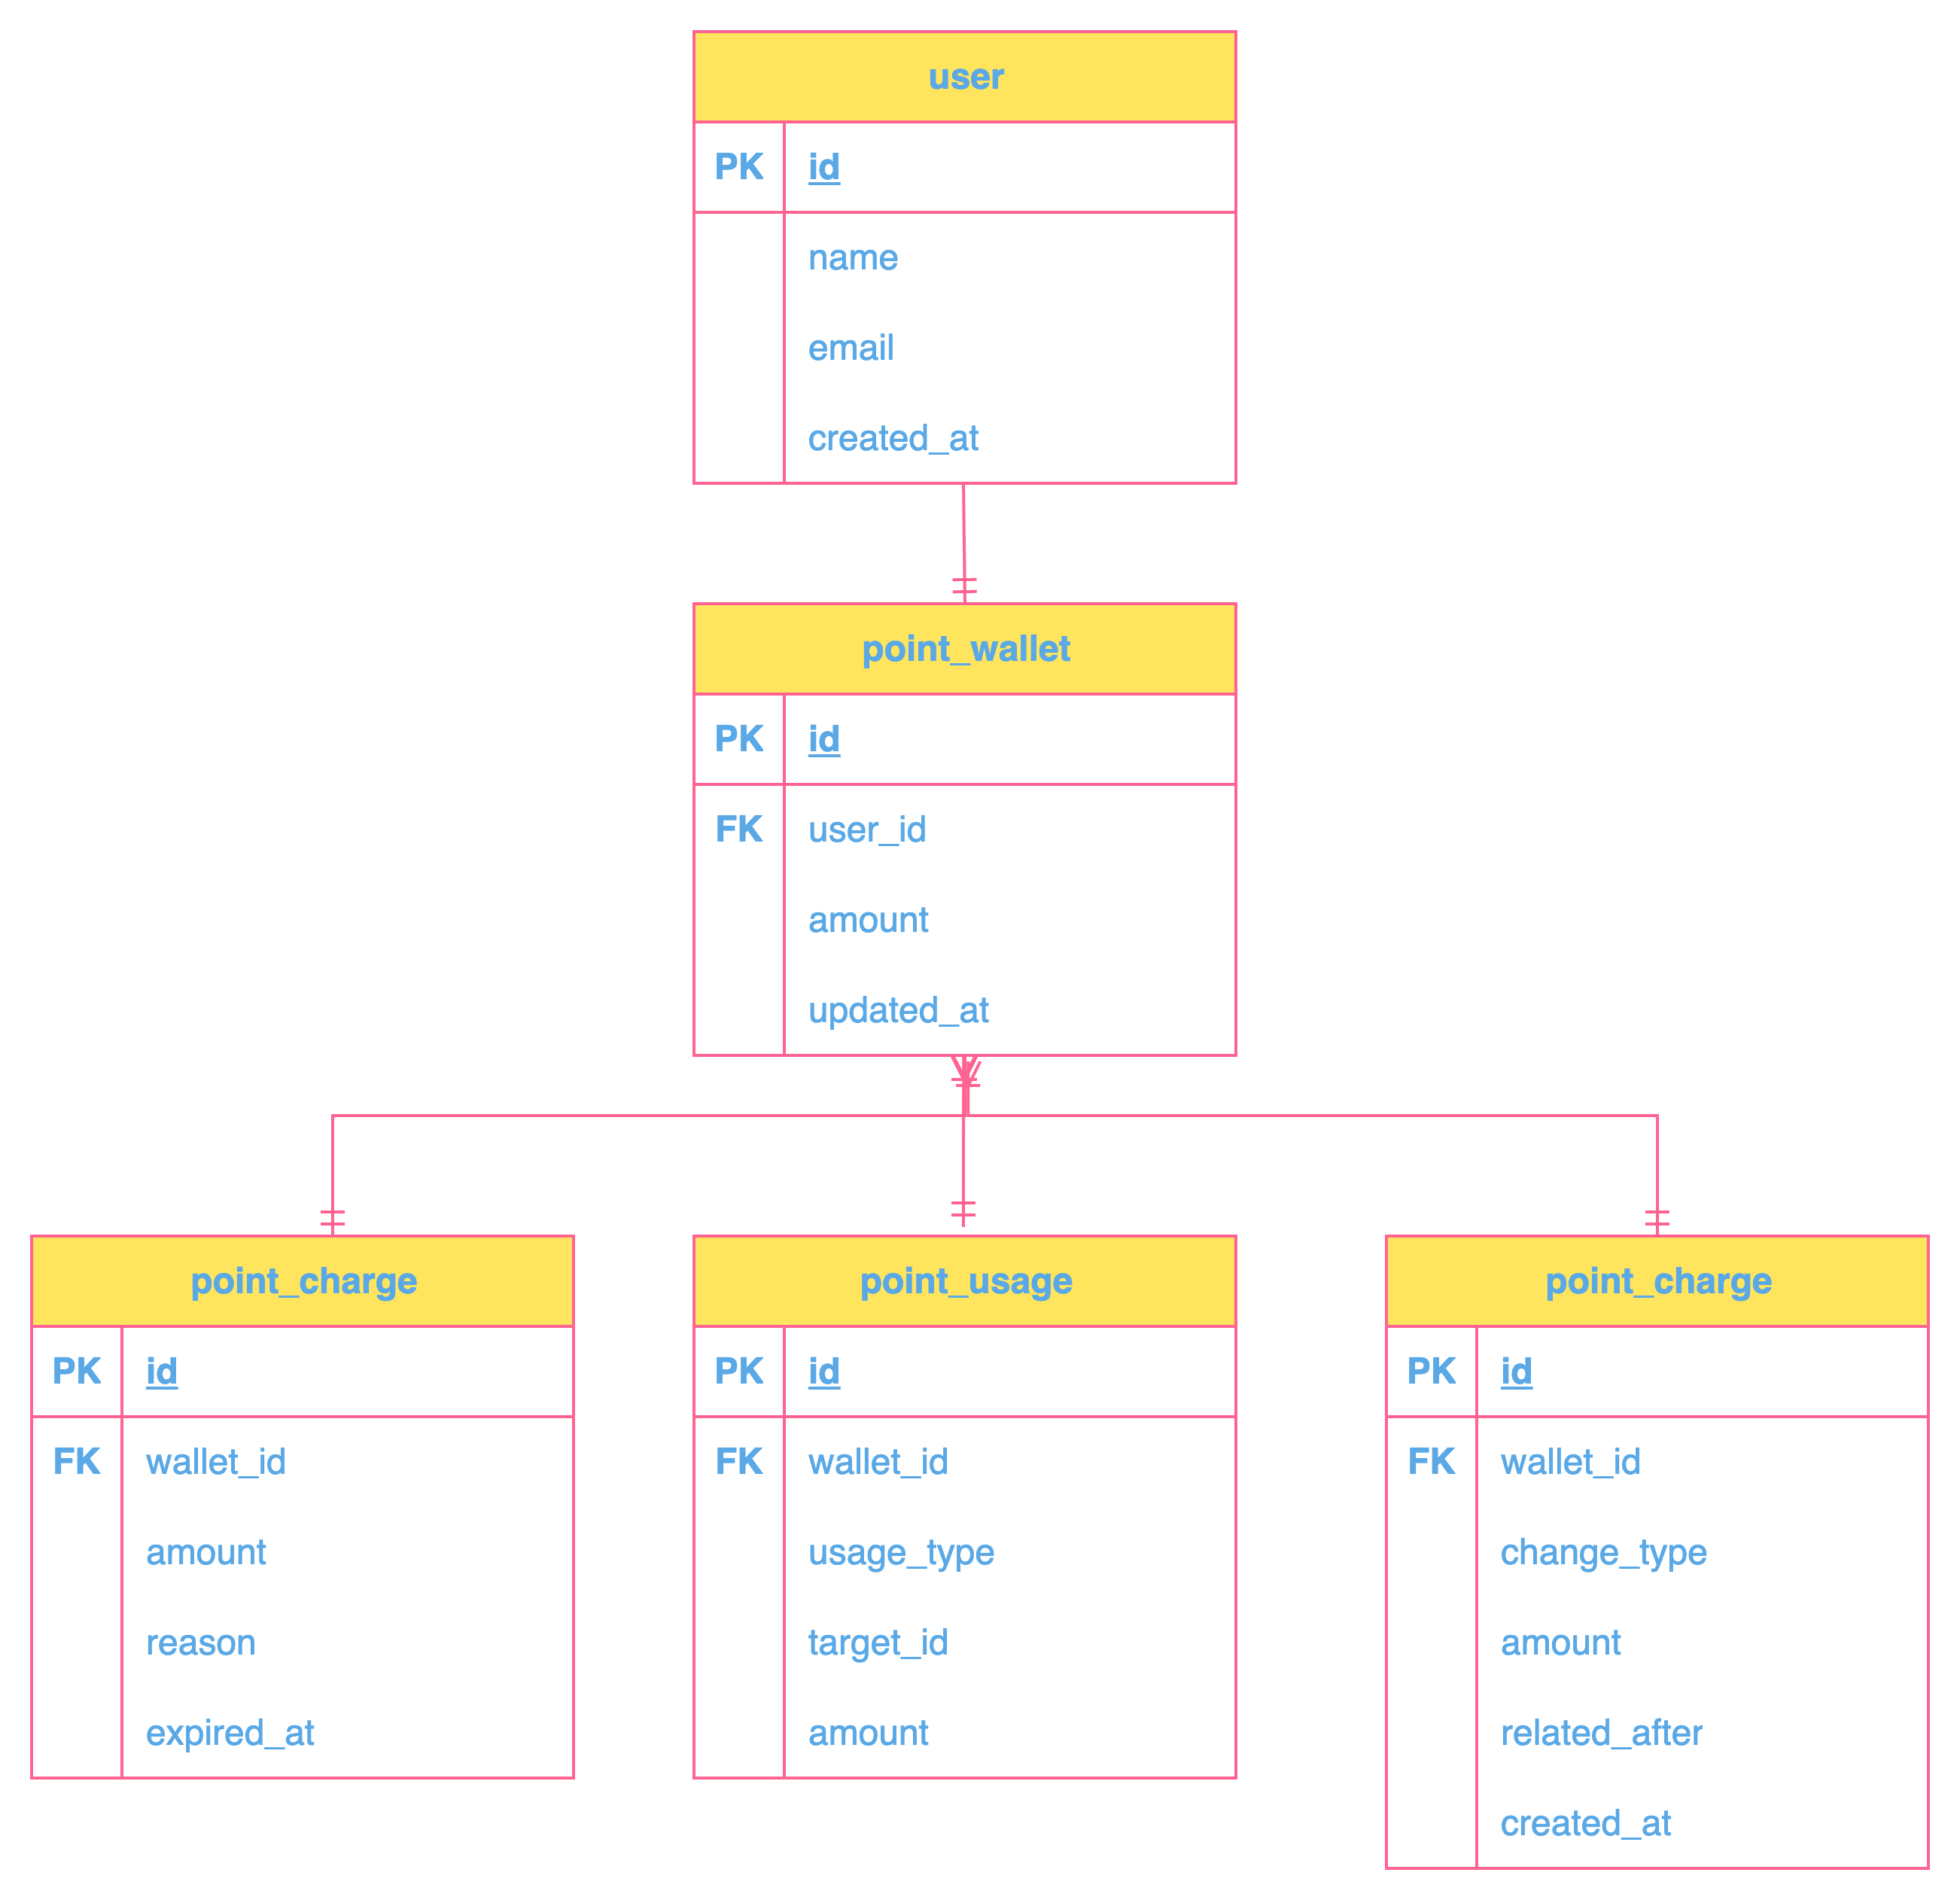 user
PK id
name
email
created_at
point_wallet
PK id
FK user_id
amount
updated_at
point_charge
PK id
FK wallet_id
amount
reason
expired_at
point_usage
PK id
FK wallet_id
usage_type
target_id
amount
point_charge
PK id
FK wallet_id
change_type
amount
related_after
created_at